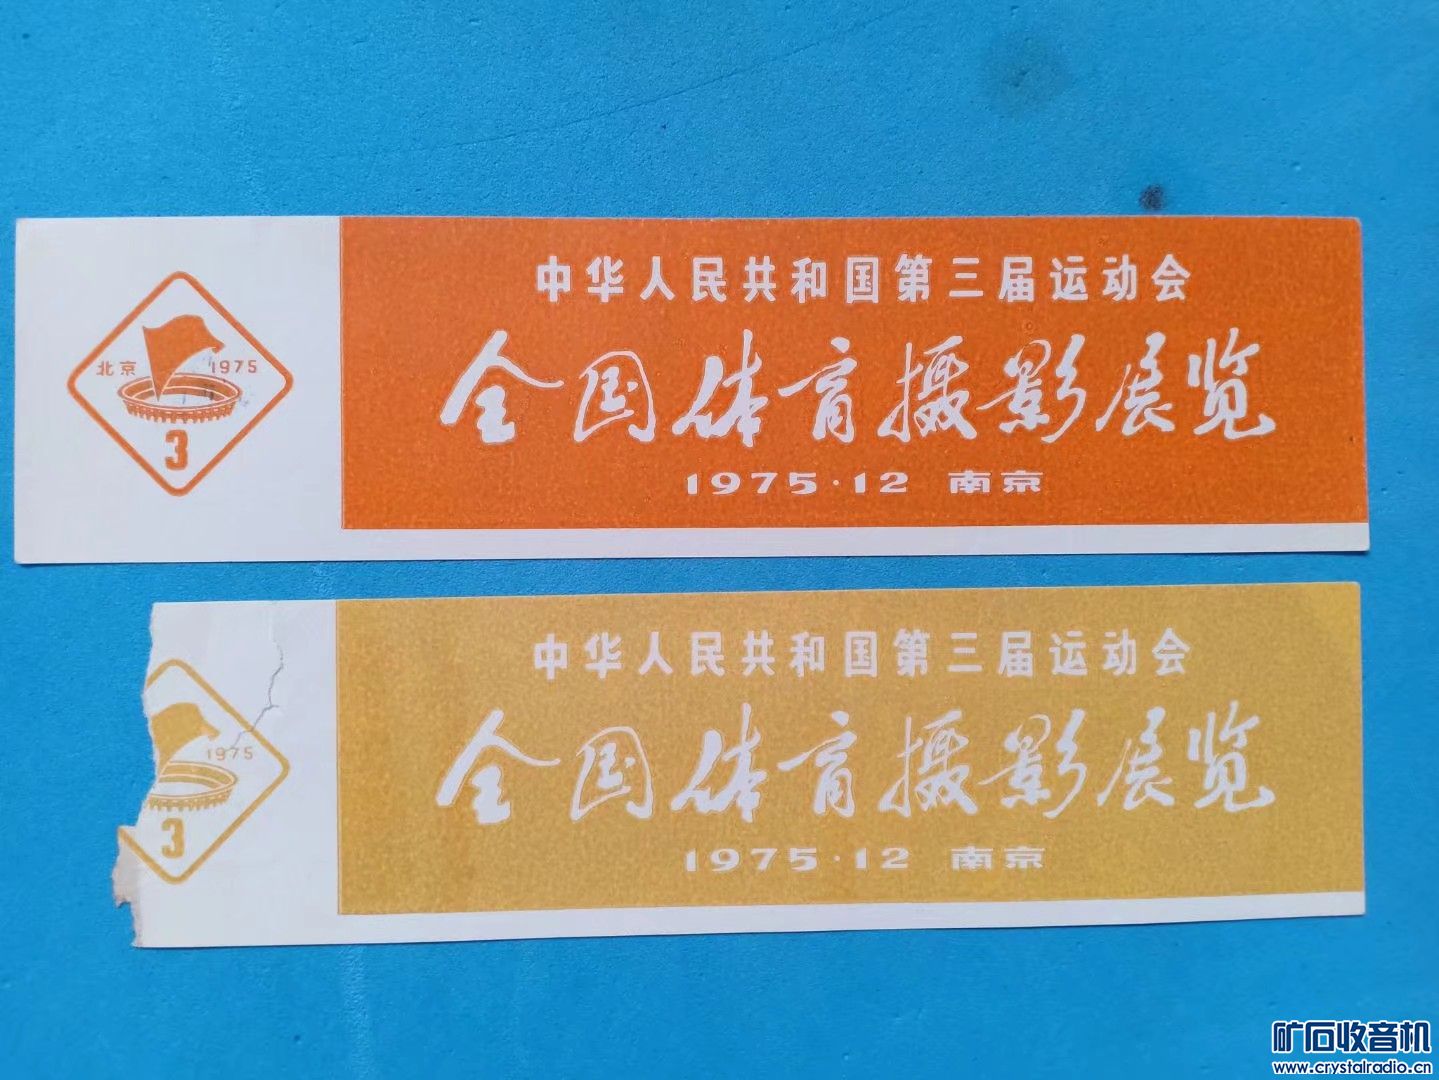 中华人民共和国第三届运动会
全国体育摄影展览
1975·12 南京
北京 1975
3
中华人民共和国第三届运动会
全国体育摄影展览
1975·12 南京
1975
3
矿石收音机
www.crystalradio.cn